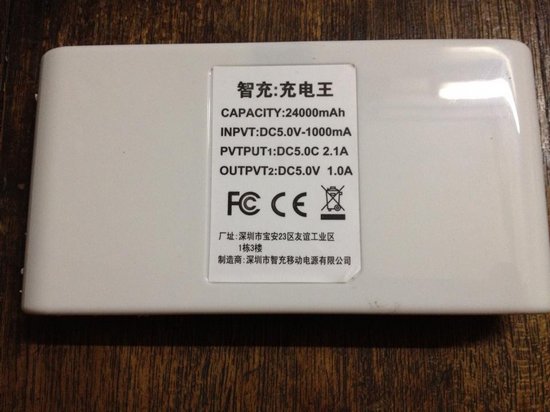 智充:充电王
CAPACITY:24000mAh
INPVT:DC5.0V-1000mA
PVTPUT1:DC5.0C 2.1A
OUTPVT2:DC5.0V 1.0A
FC CE
厂址:深圳市宝安23区友谊工业区
1栋3楼
制造商:深圳市智充移动电源有限公司